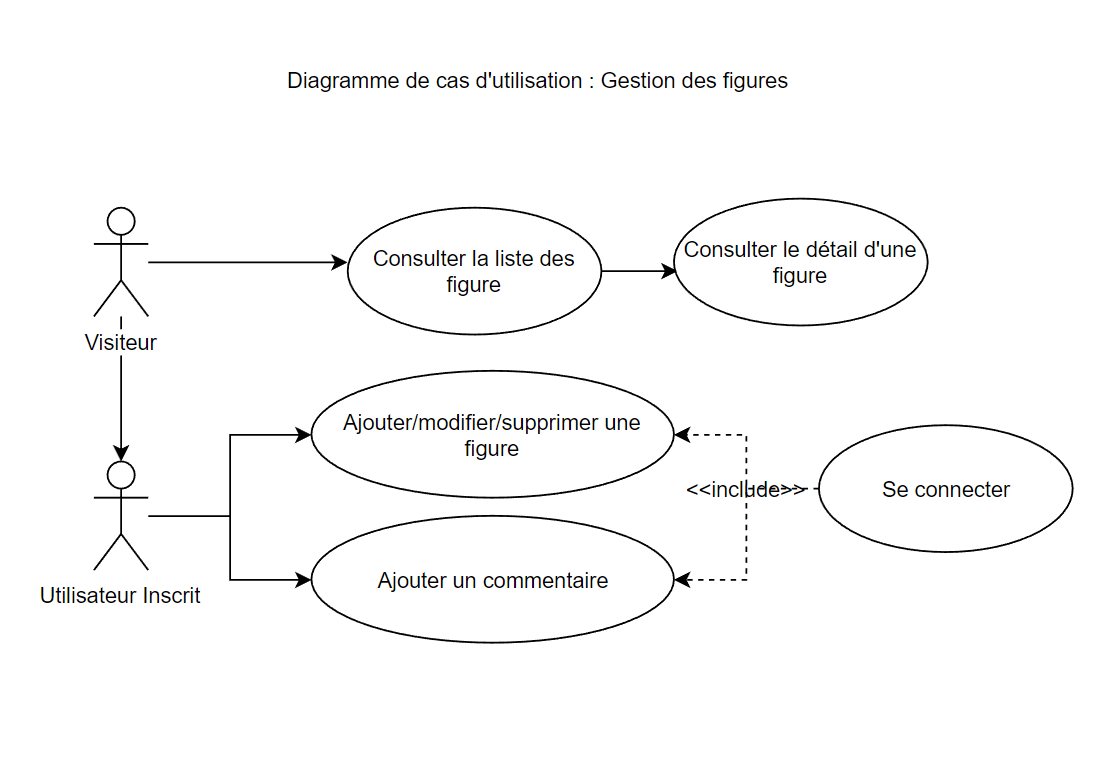 Diagramme de cas d'utilisation : Gestion des figures
Consulter la liste des
figure
Consulter le détail d'une
figure
Visiteur
Ajouter/modifier/supprimer une
figure
<<include>>
Se connecter
Ajouter un commentaire
Utilisateur Inscrit